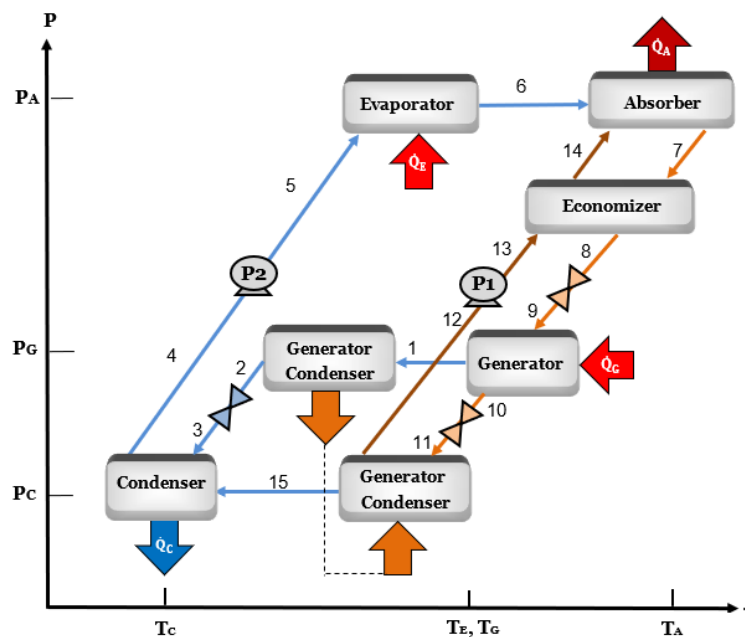 P
Q̇A
PA
Evaporator
6
Absorber
7
14
Q̇E
5
Economizer
13
8
P2
P1
9
12
4
PG
Generator
Condenser
1
Generator
Q̇G
2
10
3
11
PC
Condenser
15
Generator
Condenser
Q̇C
TC
TE, TG
TA